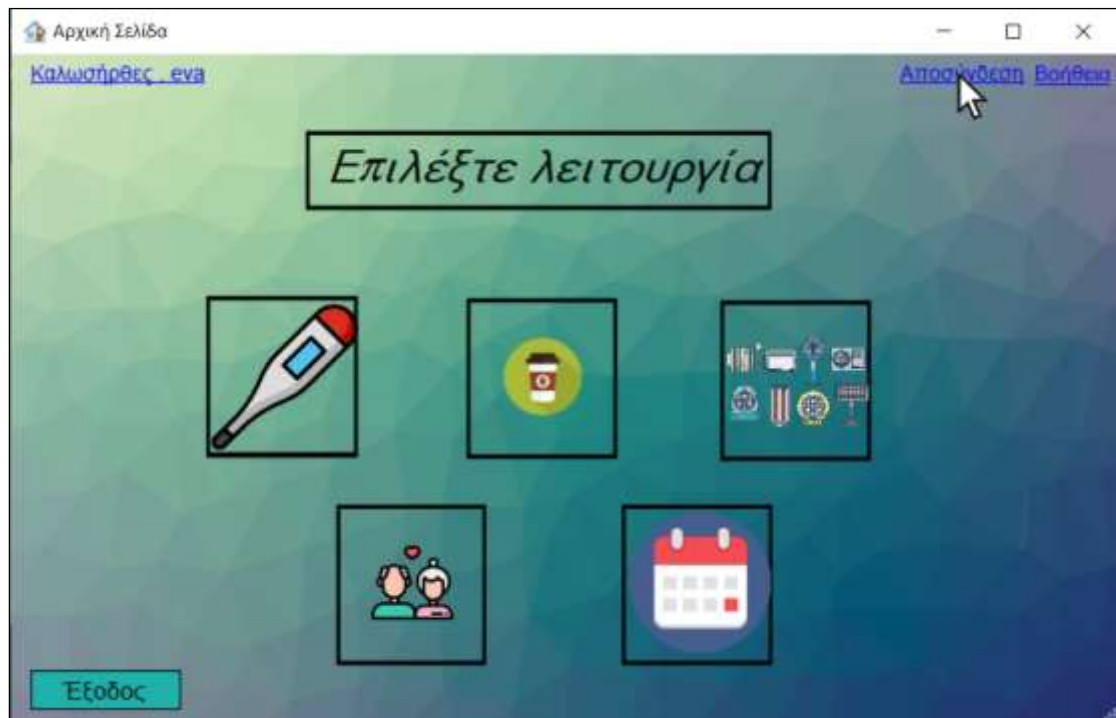 Αρχική Σελίδα
Καλωσήρθες , eva
Αποσύνδεση Βοήθεια
Επιλέξτε λειτουργία
Έξοδος